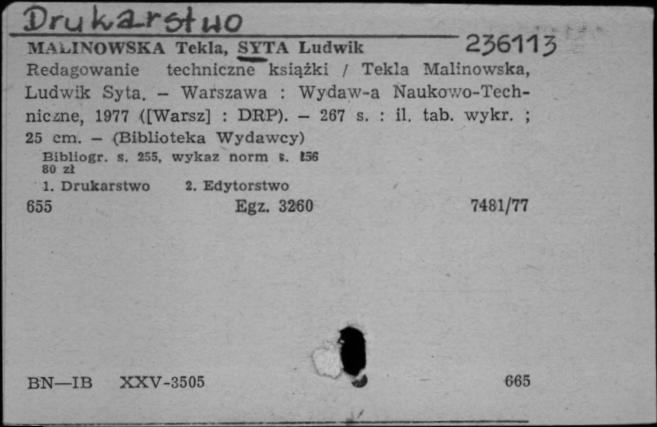 Drukarstwo
MALINOWSKA Tekla, SYTA Ludwik 236113
Redagowanie techniczne książki / Tekla Malinowska,
Ludwik Syta. — Warszawa : Wydaw-a Naukowo-Tech-
niczne, 1977 ([Warsz] : DRP). — 267 s. : il. tab. wykr. ;
25 cm. — (Biblioteka Wydawcy)
Bibliogr. s. 255, wykaz norm s. 256
80 zł
1. Drukarstwo 2. Edytorstwo
655 Egz. 3260 7481/77
BN—IB XXV-3505 665